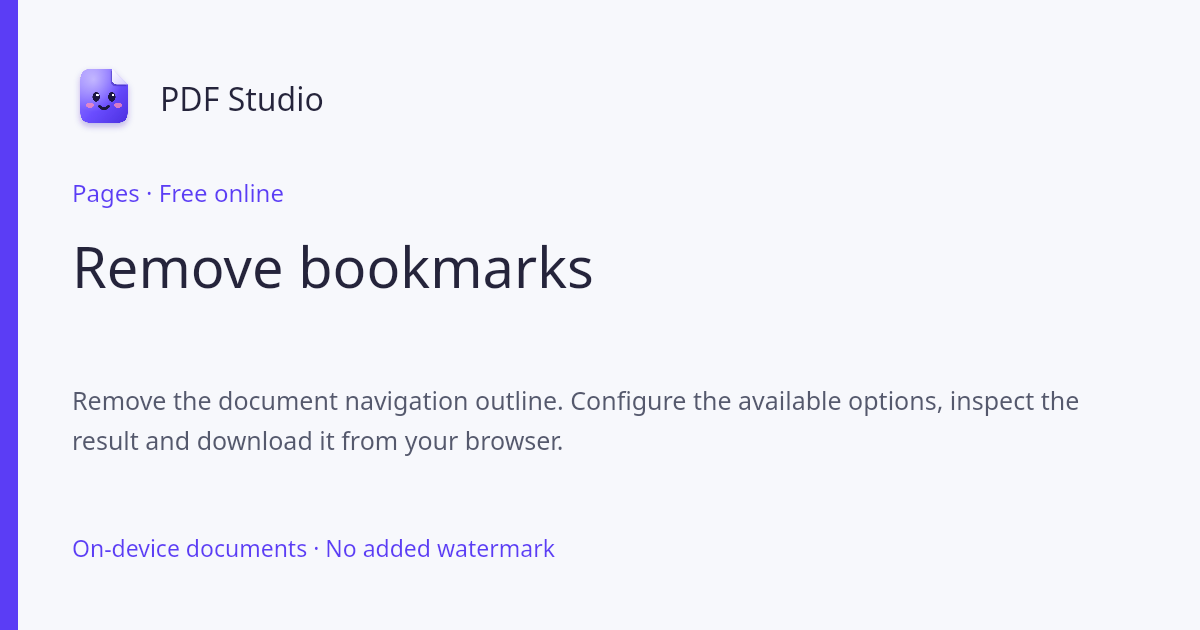 PDF Studio
Pages · Free online
Remove bookmarks
Remove the document navigation outline. Configure the available options, inspect the
result and download it from your browser.
On-device documents · No added watermark